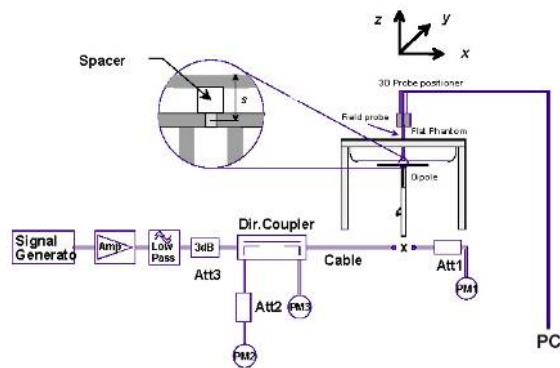 z
y
x
3D Probe positioner
Spacer
s
Field probe
Flat Phantom
Dipole
Dir.Coupler
Signal
Generato
Amp
Low
Pass
3dB
Cable
x
Att3
Att1
Att2
PM3
PM1
PM2
PC